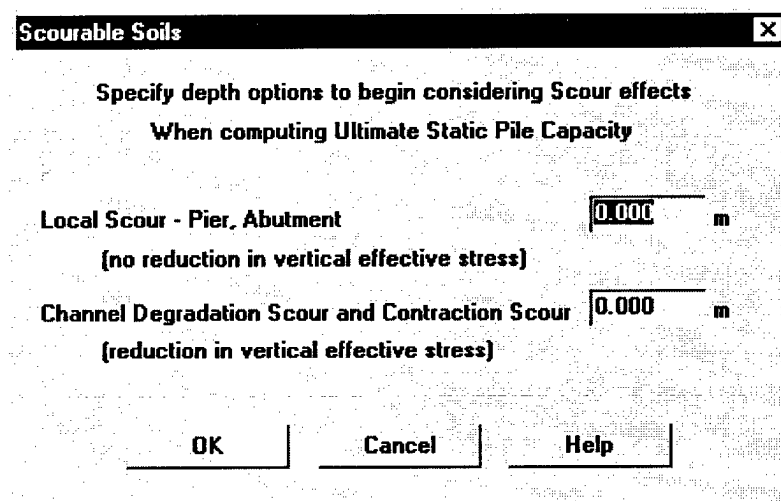 Scourable Soils X
Specify depth options to begin considering Scour effects
When computing Ultimate Static Pile Capacity
Local Scour - Pier, Abutment 0.000 m
(no reduction in vertical effective stress)
Channel Degradation Scour and Contraction Scour 0.000 m
(reduction in vertical effective stress)
OK Cancel Help